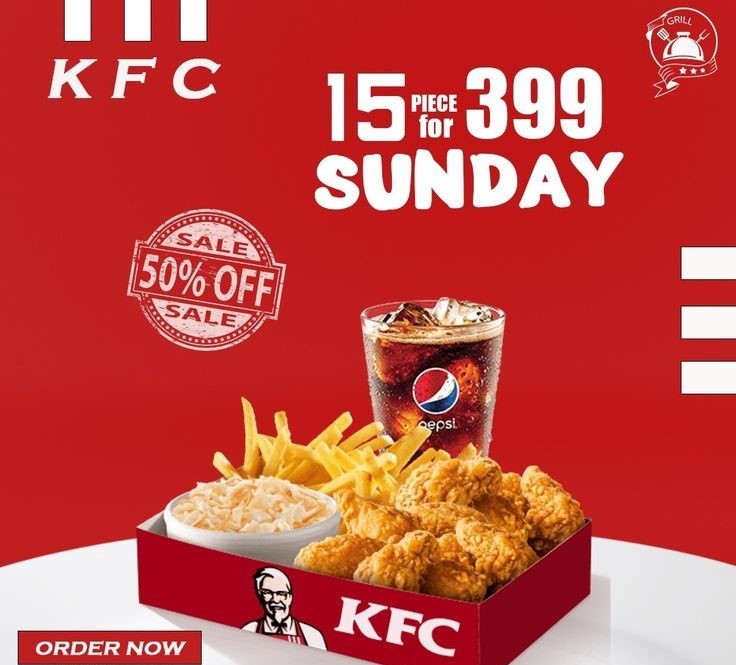 KFC
GRILL
15 PIECE for 399
SUNDAY
SALE
50% OFF
SALE
pepsi
KFC
ORDER NOW